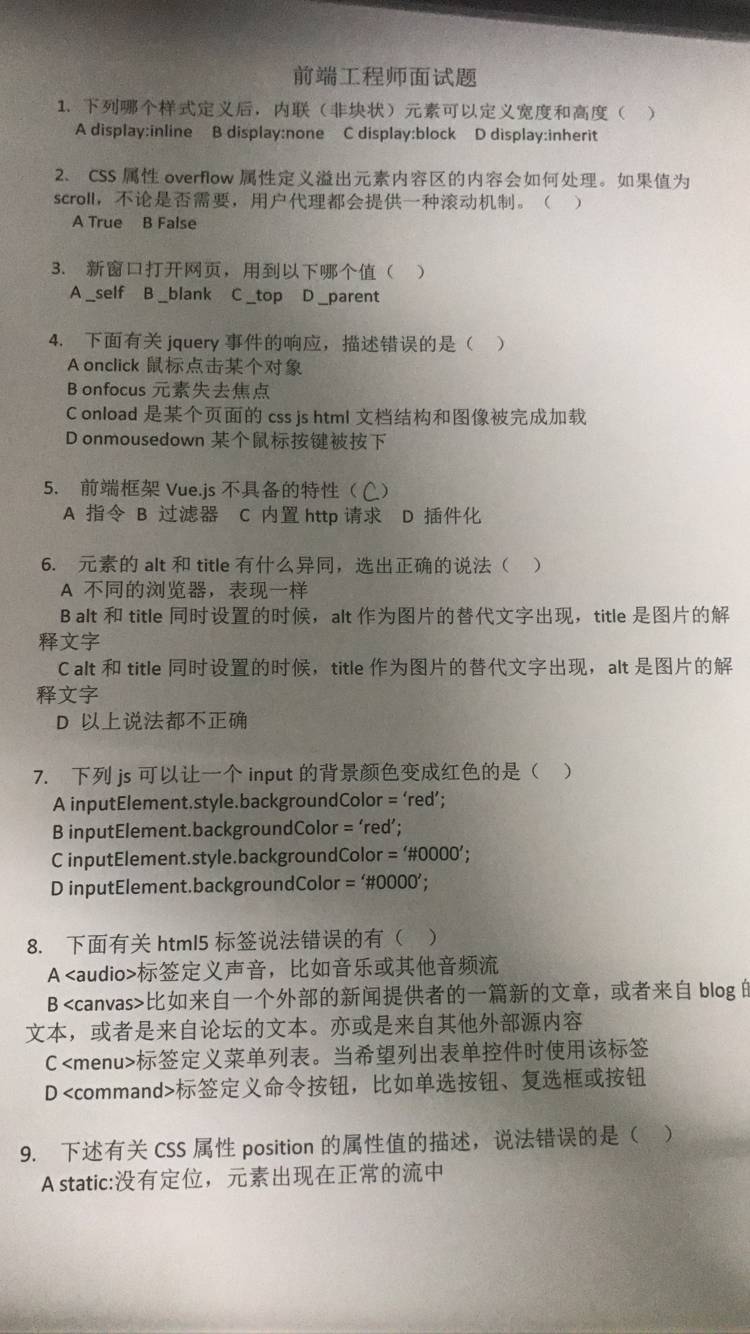 前端工程师面试题
1. 下列哪个样式定义后，内联（非块状）元素可以定义宽度和高度（ ）
A display:inline B display:none C display:block D display:inherit
2. CSS 属性 overflow 属性定义溢出元素内容区的内容会如何处理。如果值为
scroll，不论是否需要，用户代理都会提供一种滚动机制。（ ）
A True B False
3. 新窗口打开网页，用到以下哪个值（ ）
A _self B _blank C _top D _parent
4. 下面有关 jquery 事件的响应，描述错误的是（ ）
A onclick 鼠标点击某个对象
B onfocus 元素失去焦点
C onload 是某个页面的 css js html 文档结构和图像被完成加载
D onmousedown 某个鼠标按键被按下
5. 前端框架 Vue.js 不具备的特性（C）
A 指令 B 过滤器 C 内置 http 请求 D 插件化
6. 元素的 alt 和 title 有什么异同，选出正确的说法（ ）
A 不同的浏览器，表现一样
B alt 和 title 同时设置的时候，alt 作为图片的替代文字出现，title 是图片的解
释文字
C alt 和 title 同时设置的时候，title 作为图片的替代文字出现，alt 是图片的解
释文字
D 以上说法都不正确
7. 下列 js 可以让一个 input 的背景颜色变成红色的是（ ）
A inputElement.style.backgroundColor = ‘red’;
B inputElement.backgroundColor = ‘red’;
C inputElement.style.backgroundColor = ‘#0000’;
D inputElement.backgroundColor = ‘#0000’;
8. 下面有关 html5 标签说法错误的有（ ）
A <audio>标签定义声音，比如音乐或其他音频流
B <canvas>比如来自一个外部的新闻提供者的一篇新的文章，或者来自 blog 的
文本，或者是来自论坛的文本。亦或是来自其他外部源内容
C <menu>标签定义菜单列表。当希望列出表单控件时使用该标签
D <command>标签定义命令按钮，比如单选按钮、复选框或按钮
9. 下述有关 CSS 属性 position 的属性值的描述，说法错误的是（ ）
A static:没有定位，元素出现在正常的流中